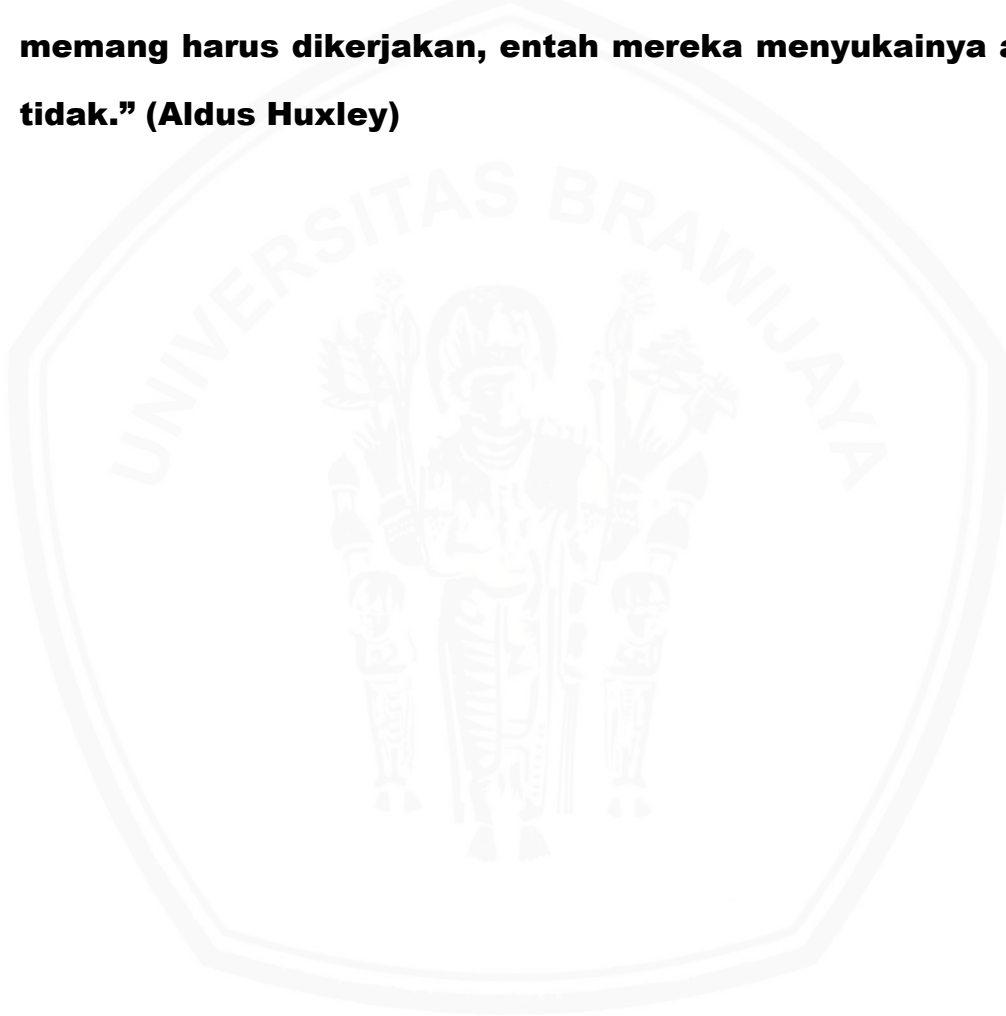 memang harus dikerjakan, entah mereka menyukainya
tidak.” (Aldus Huxley)
UNIVERSITAS BRAWIJAYA